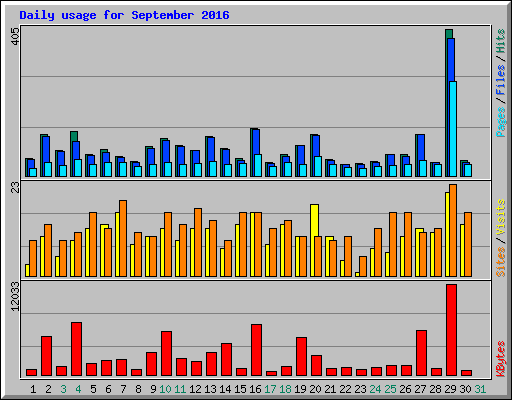 Daily usage for September 2016
405
Pages / Files / Hits
23
Sites / Visits
12033
KBytes
1 2 3 4 5 6 7 8 9 10 11 12 13 14 15 16 17 18 19 20 21 22 23 24 25 26 27 28 29 30 31